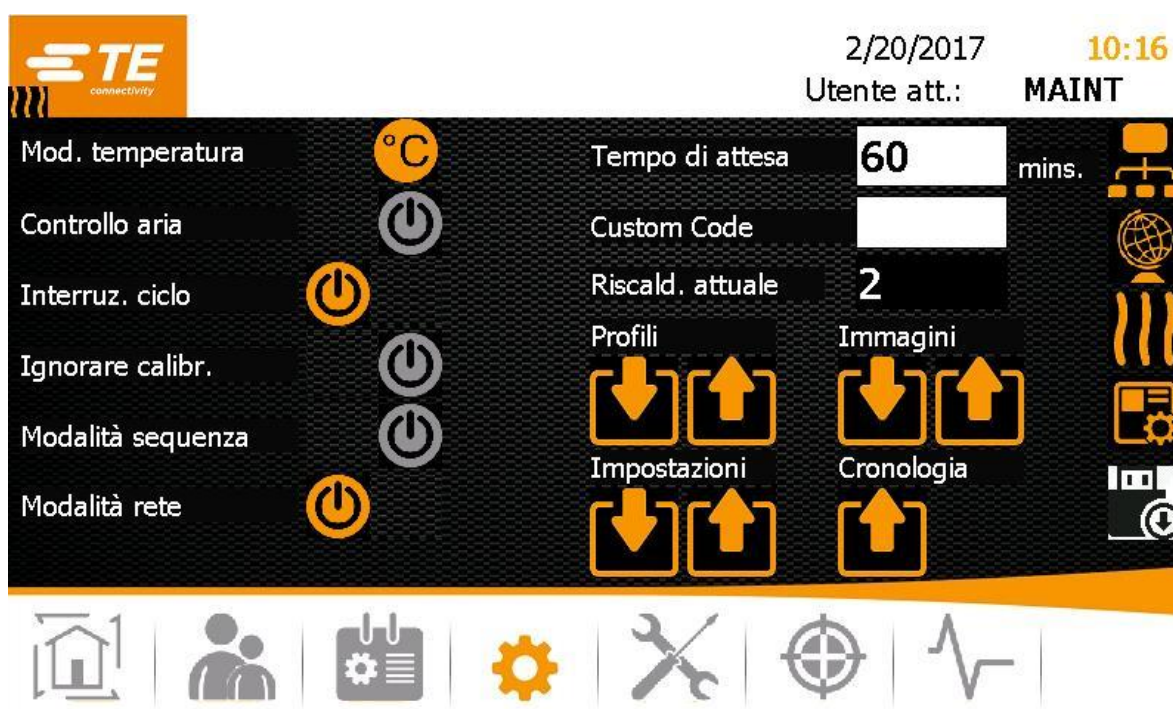 TE
connectivity
2/20/2017 10:16
Utente att.: MAINT
Mod. temperatura °C
Controllo aria
Interruz. ciclo
Ignorare calibr.
Modalità sequenza
Modalità rete
Tempo di attesa 60 mins.
Custom Code
Riscald. attuale 2
Profili Immagini
Impostazioni Cronologia